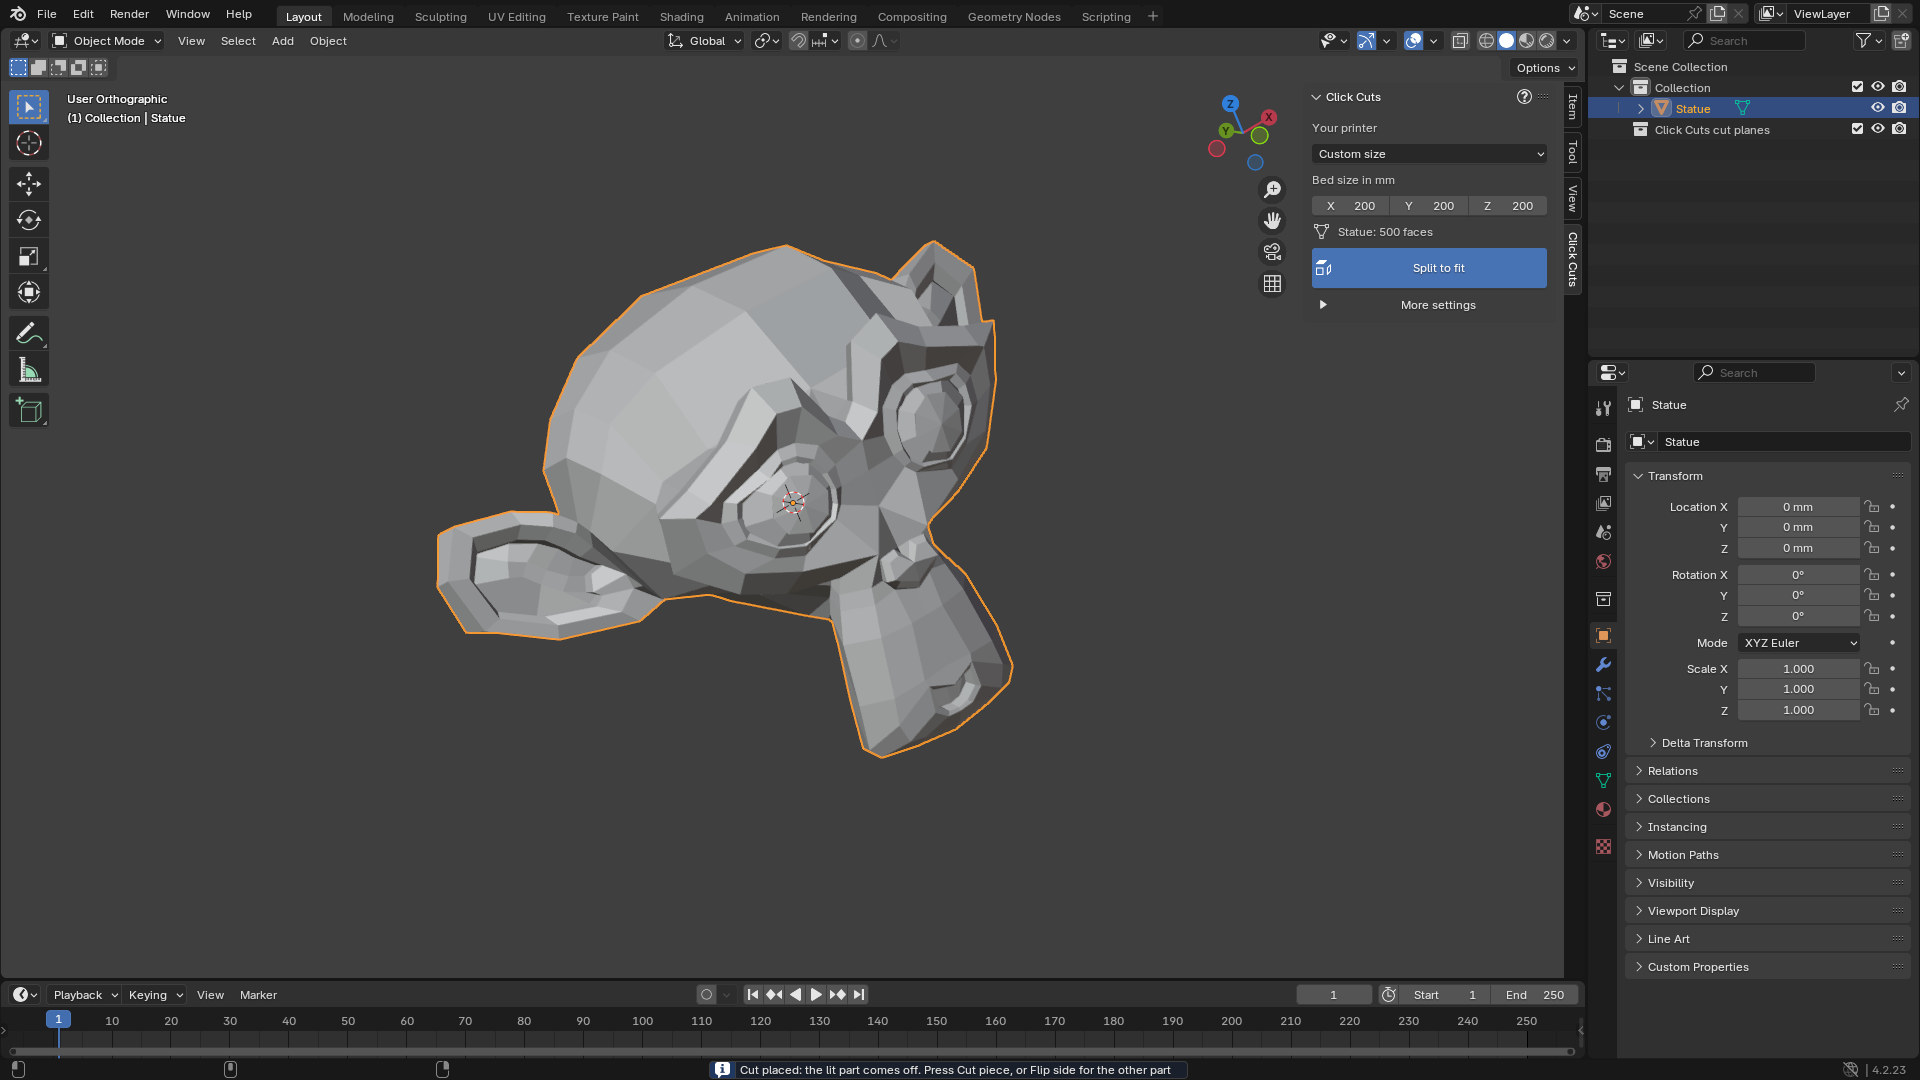 File Edit Render Window Help
Layout Modeling Sculpting UV Editing Texture Paint Shading Animation Rendering Compositing Geometry Nodes Scripting
Scene
ViewLayer
Object Mode View Select Add Object
Global
Search
Options
User Orthographic
(1) Collection | Statue
Z
X
Y
Click Cuts
Your printer
Custom size
Bed size in mm
X 200 Y 200 Z 200
Statue: 500 faces
Split to fit
More settings
Item
Tool
View
Click Cuts
Scene Collection
Collection
Statue
Click Cuts cut planes
Search
Statue
Statue
Transform
Location X 0 mm
Y 0 mm
Z 0 mm
Rotation X 0°
Y 0°
Z 0°
Mode XYZ Euler
Scale X 1.000
Y 1.000
Z 1.000
Delta Transform
Relations
Collections
Instancing
Motion Paths
Visibility
Viewport Display
Line Art
Custom Properties
Playback Keying View Marker
1
Start 1
End 250
1 10 20 30 40 50 60 70 80 90 100 110 120 130 140 150 160 170 180 190 200 210 220 230 240 250
Cut placed: the lit part comes off. Press Cut piece, or Flip side for the other part
4.2.23